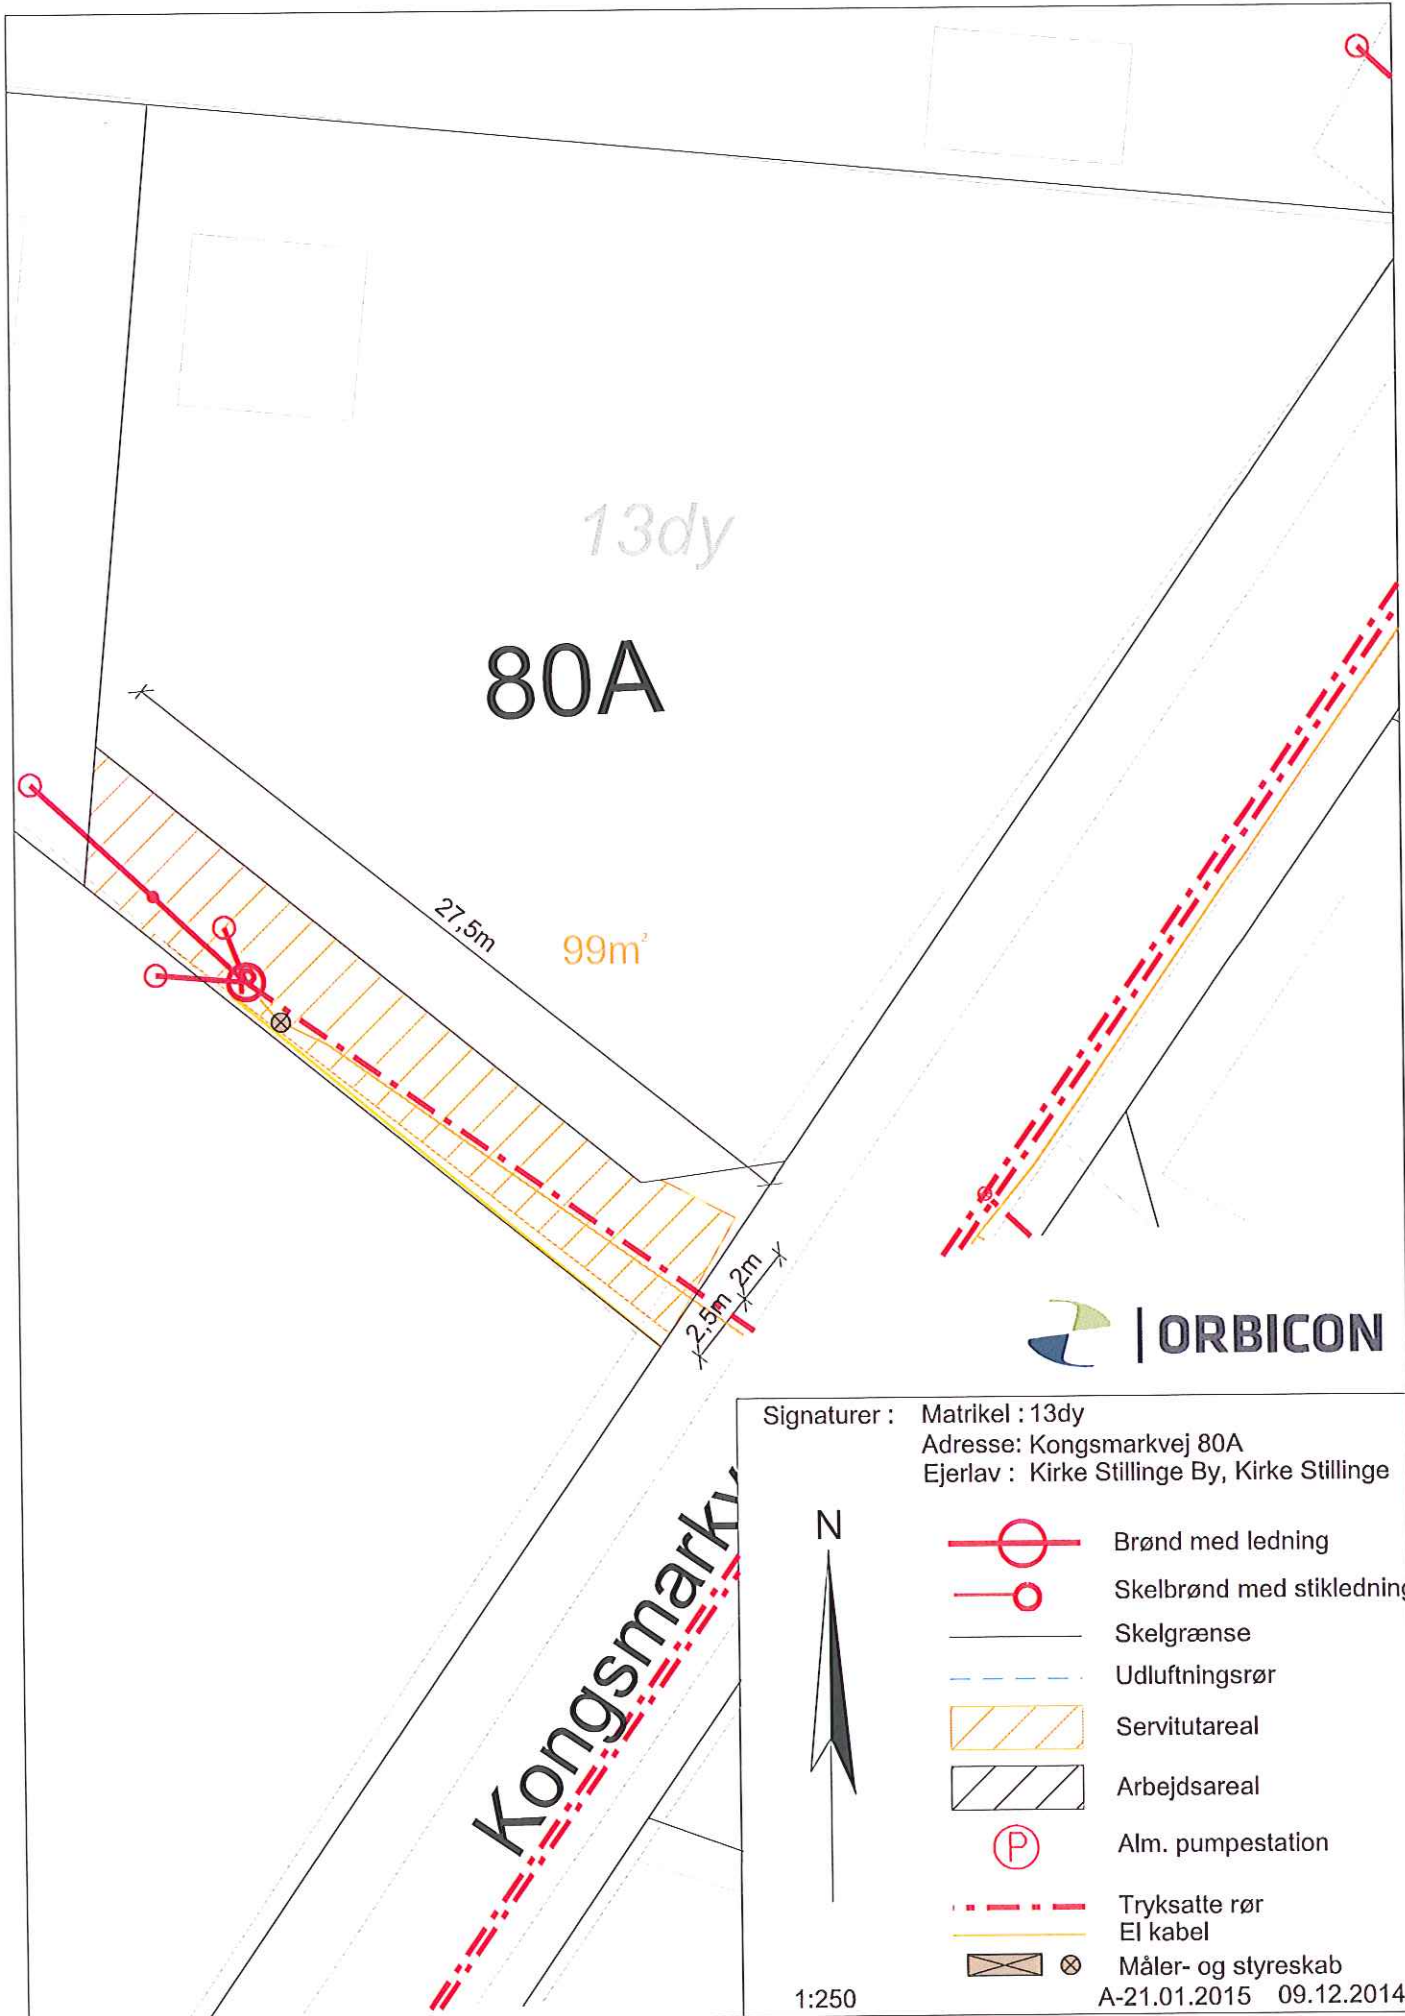 13dy
80A
27,5m
99m²
2m
2,5m
ORBICON
Kongsmarkv
Signaturer : Matrikel : 13dy
Adresse: Kongsmarkvej 80A
Ejerlav : Kirke Stillinge By, Kirke Stillinge
N
Brønd med ledning
Skelbrønd med stikledning
Skelgrænse
Udluftningsrør
Servitutareal
Arbejdsareal
P
Alm. pumpestation
Tryksatte rør
El kabel
Måler- og styreskab
1:250 A-21.01.2015 09.12.2014